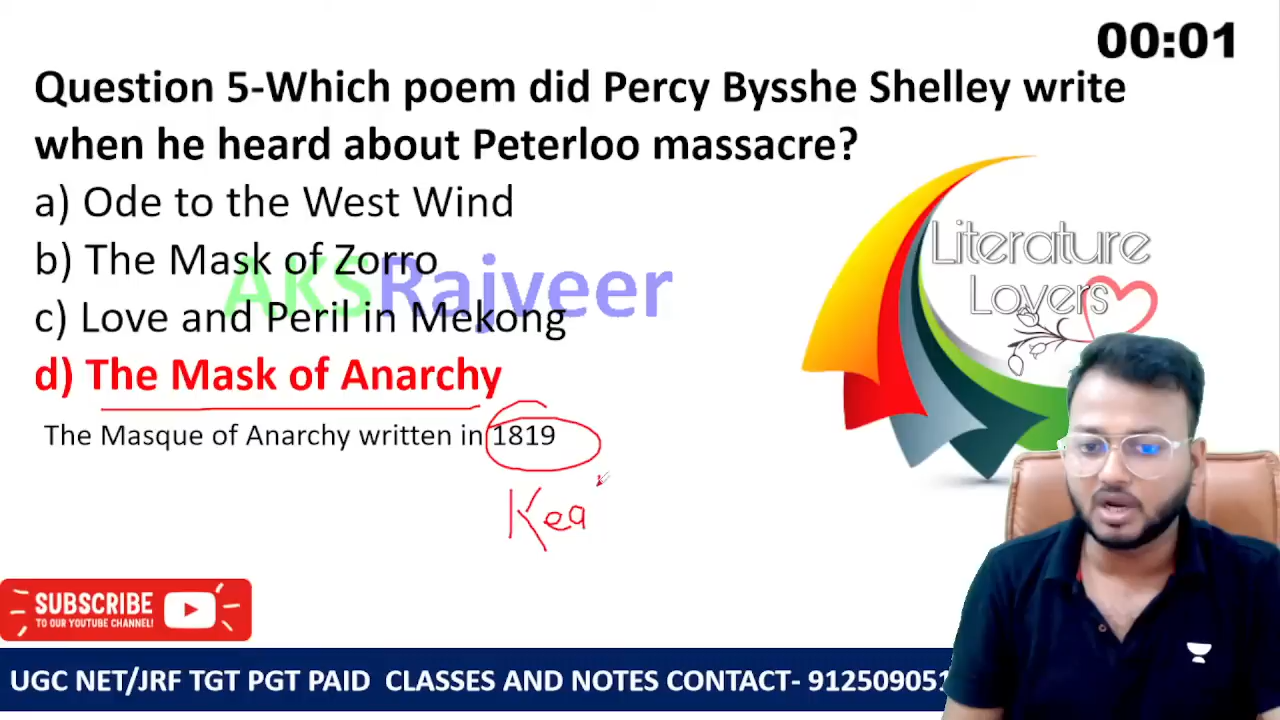 00:01
Question 5-Which poem did Percy Bysshe Shelley write
when he heard about Peterloo massacre?
a) Ode to the West Wind
b) The Mask of Zorro
c) Love and Peril in Mekong
d) The Mask of Anarchy
The Masque of Anarchy written in 1819
Kea
AKSRajveer
Literature
Lovers
SUBSCRIBE
TO OUR YOUTUBE CHANNEL!
UGC NET/JRF TGT PGT PAID CLASSES AND NOTES CONTACT- 912509051